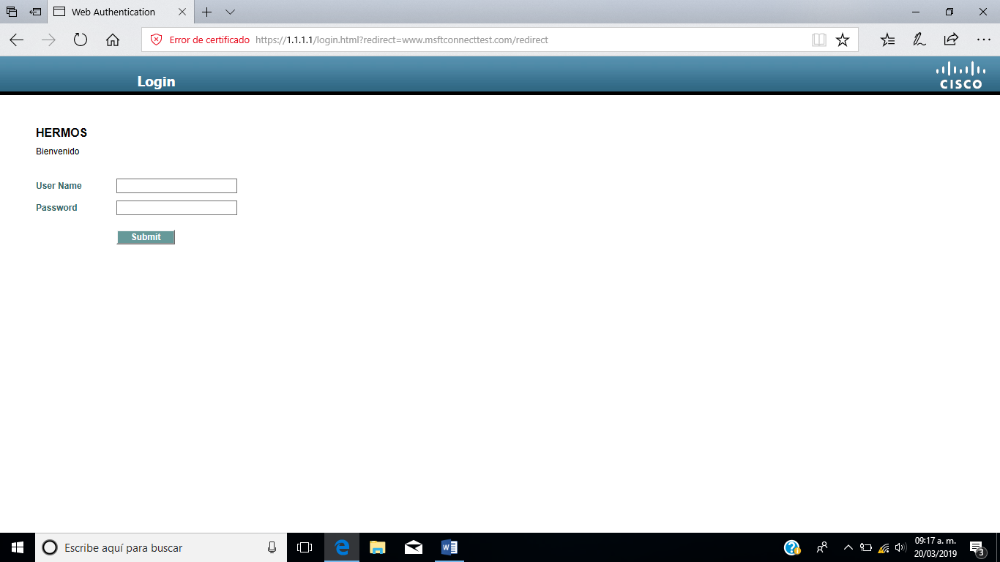 Web Authentication
Error de certificado https://1.1.1.1/login.html?redirect=www.msftconnecttest.com/redirect
Login
CISCO
HERMOS
Bienvenido
User Name
Password
Submit
Escribe aquí para buscar
W
09:17 a. m.
20/03/2019
3